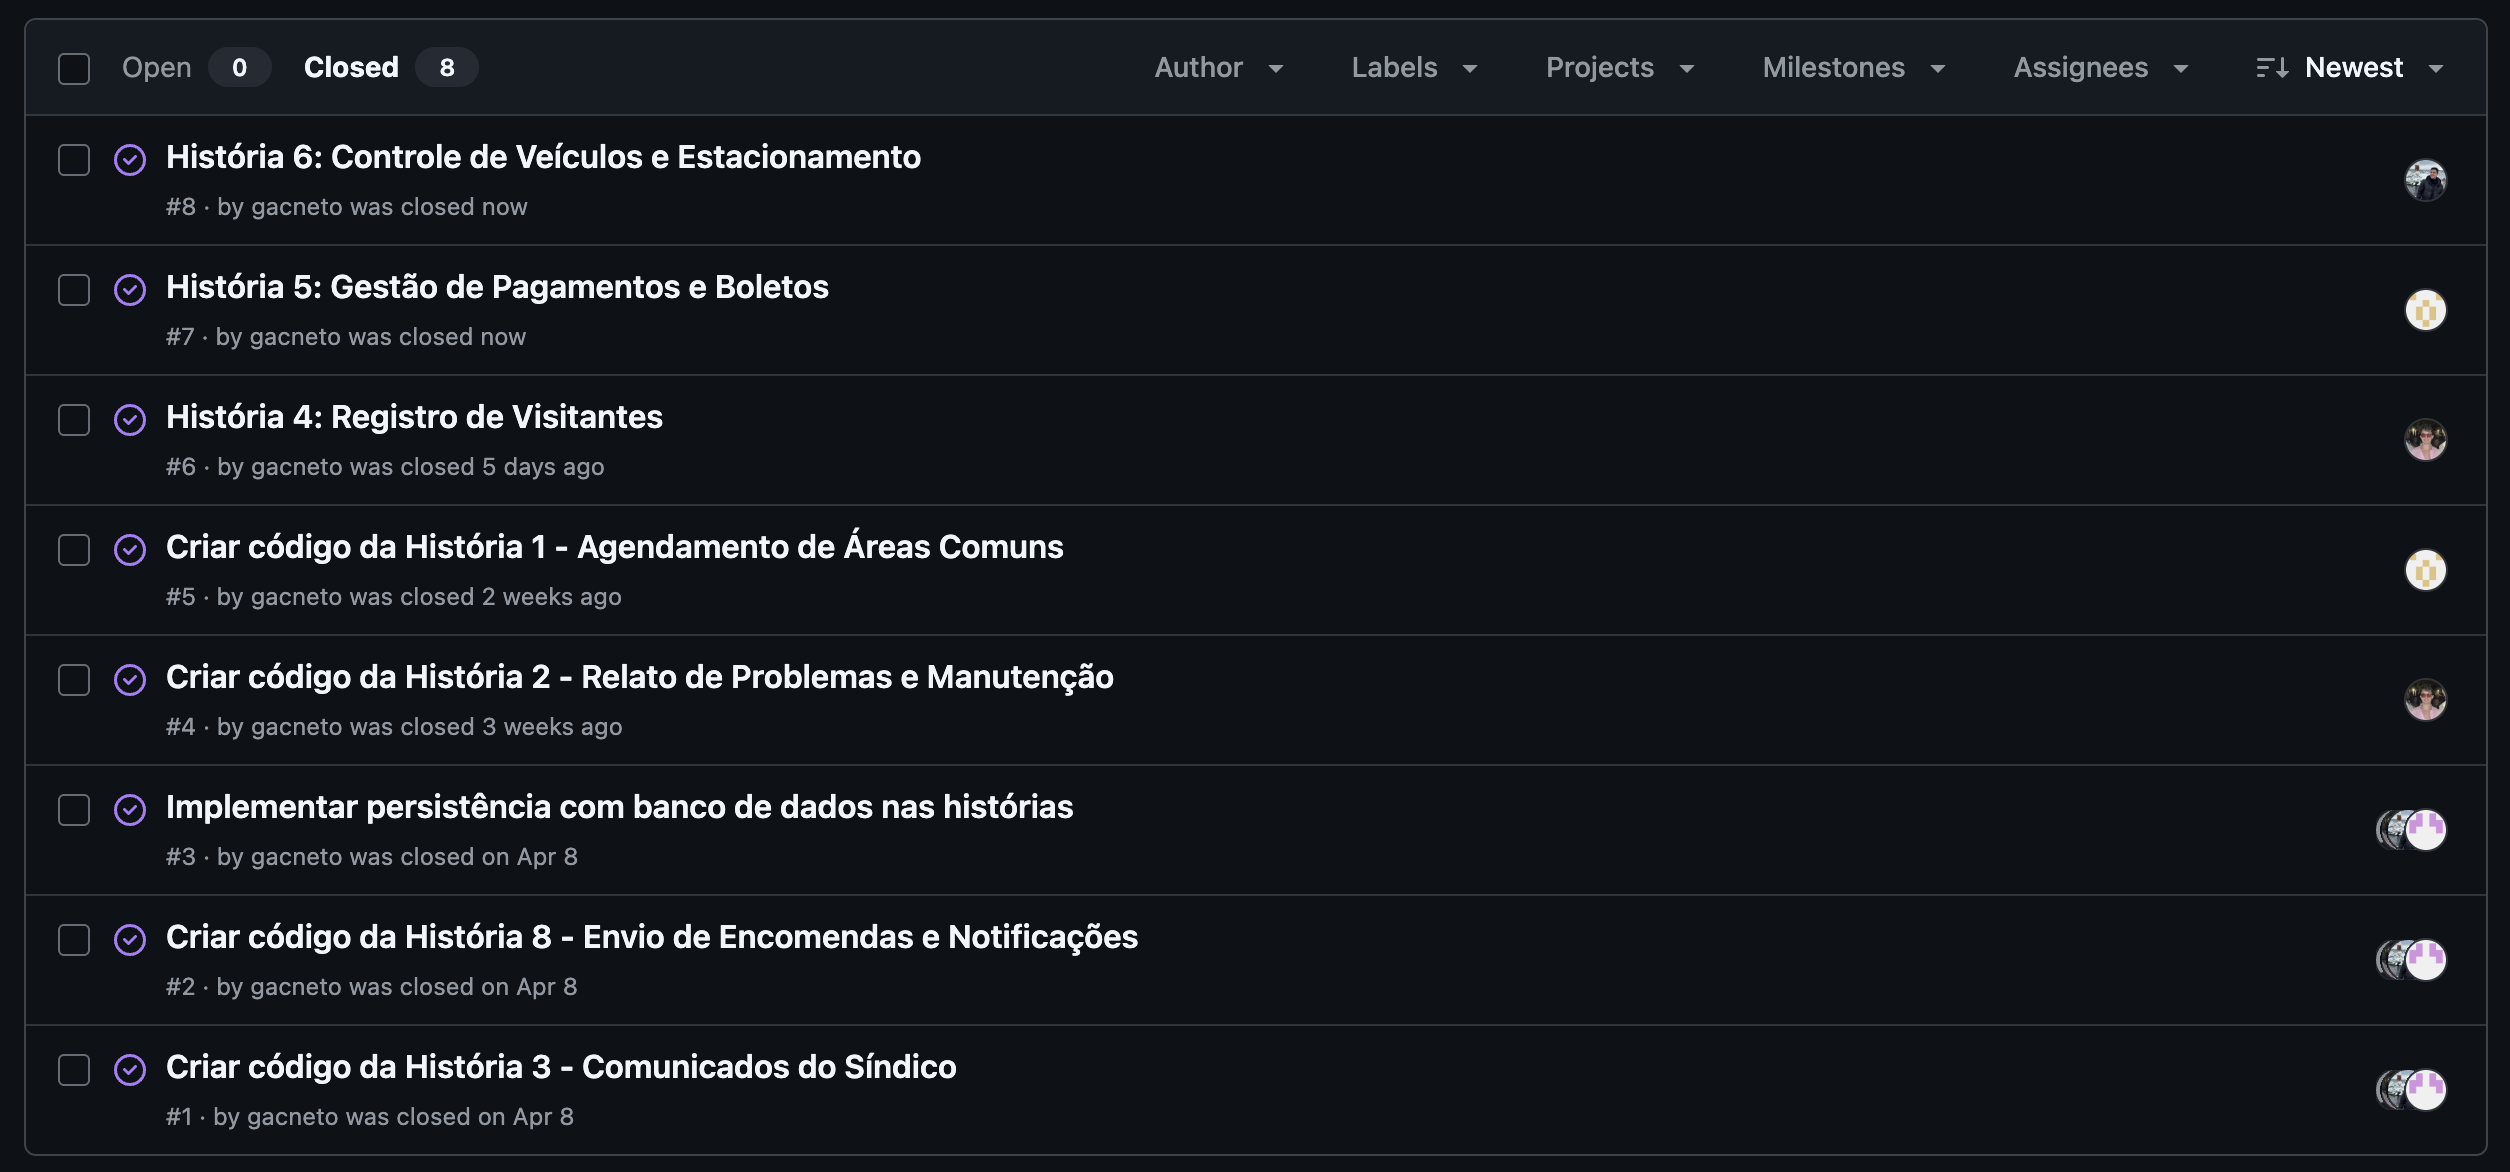 Open 0 Closed 8 Author Labels Projects Milestones Assignees Newest
História 6: Controle de Veículos e Estacionamento
#8 · by gacneto was closed now
História 5: Gestão de Pagamentos e Boletos
#7 · by gacneto was closed now
História 4: Registro de Visitantes
#6 · by gacneto was closed 5 days ago
Criar código da História 1 - Agendamento de Áreas Comuns
#5 · by gacneto was closed 2 weeks ago
Criar código da História 2 - Relato de Problemas e Manutenção
#4 · by gacneto was closed 3 weeks ago
Implementar persistência com banco de dados nas histórias
#3 · by gacneto was closed on Apr 8
Criar código da História 8 - Envio de Encomendas e Notificações
#2 · by gacneto was closed on Apr 8
Criar código da História 3 - Comunicados do Síndico
#1 · by gacneto was closed on Apr 8